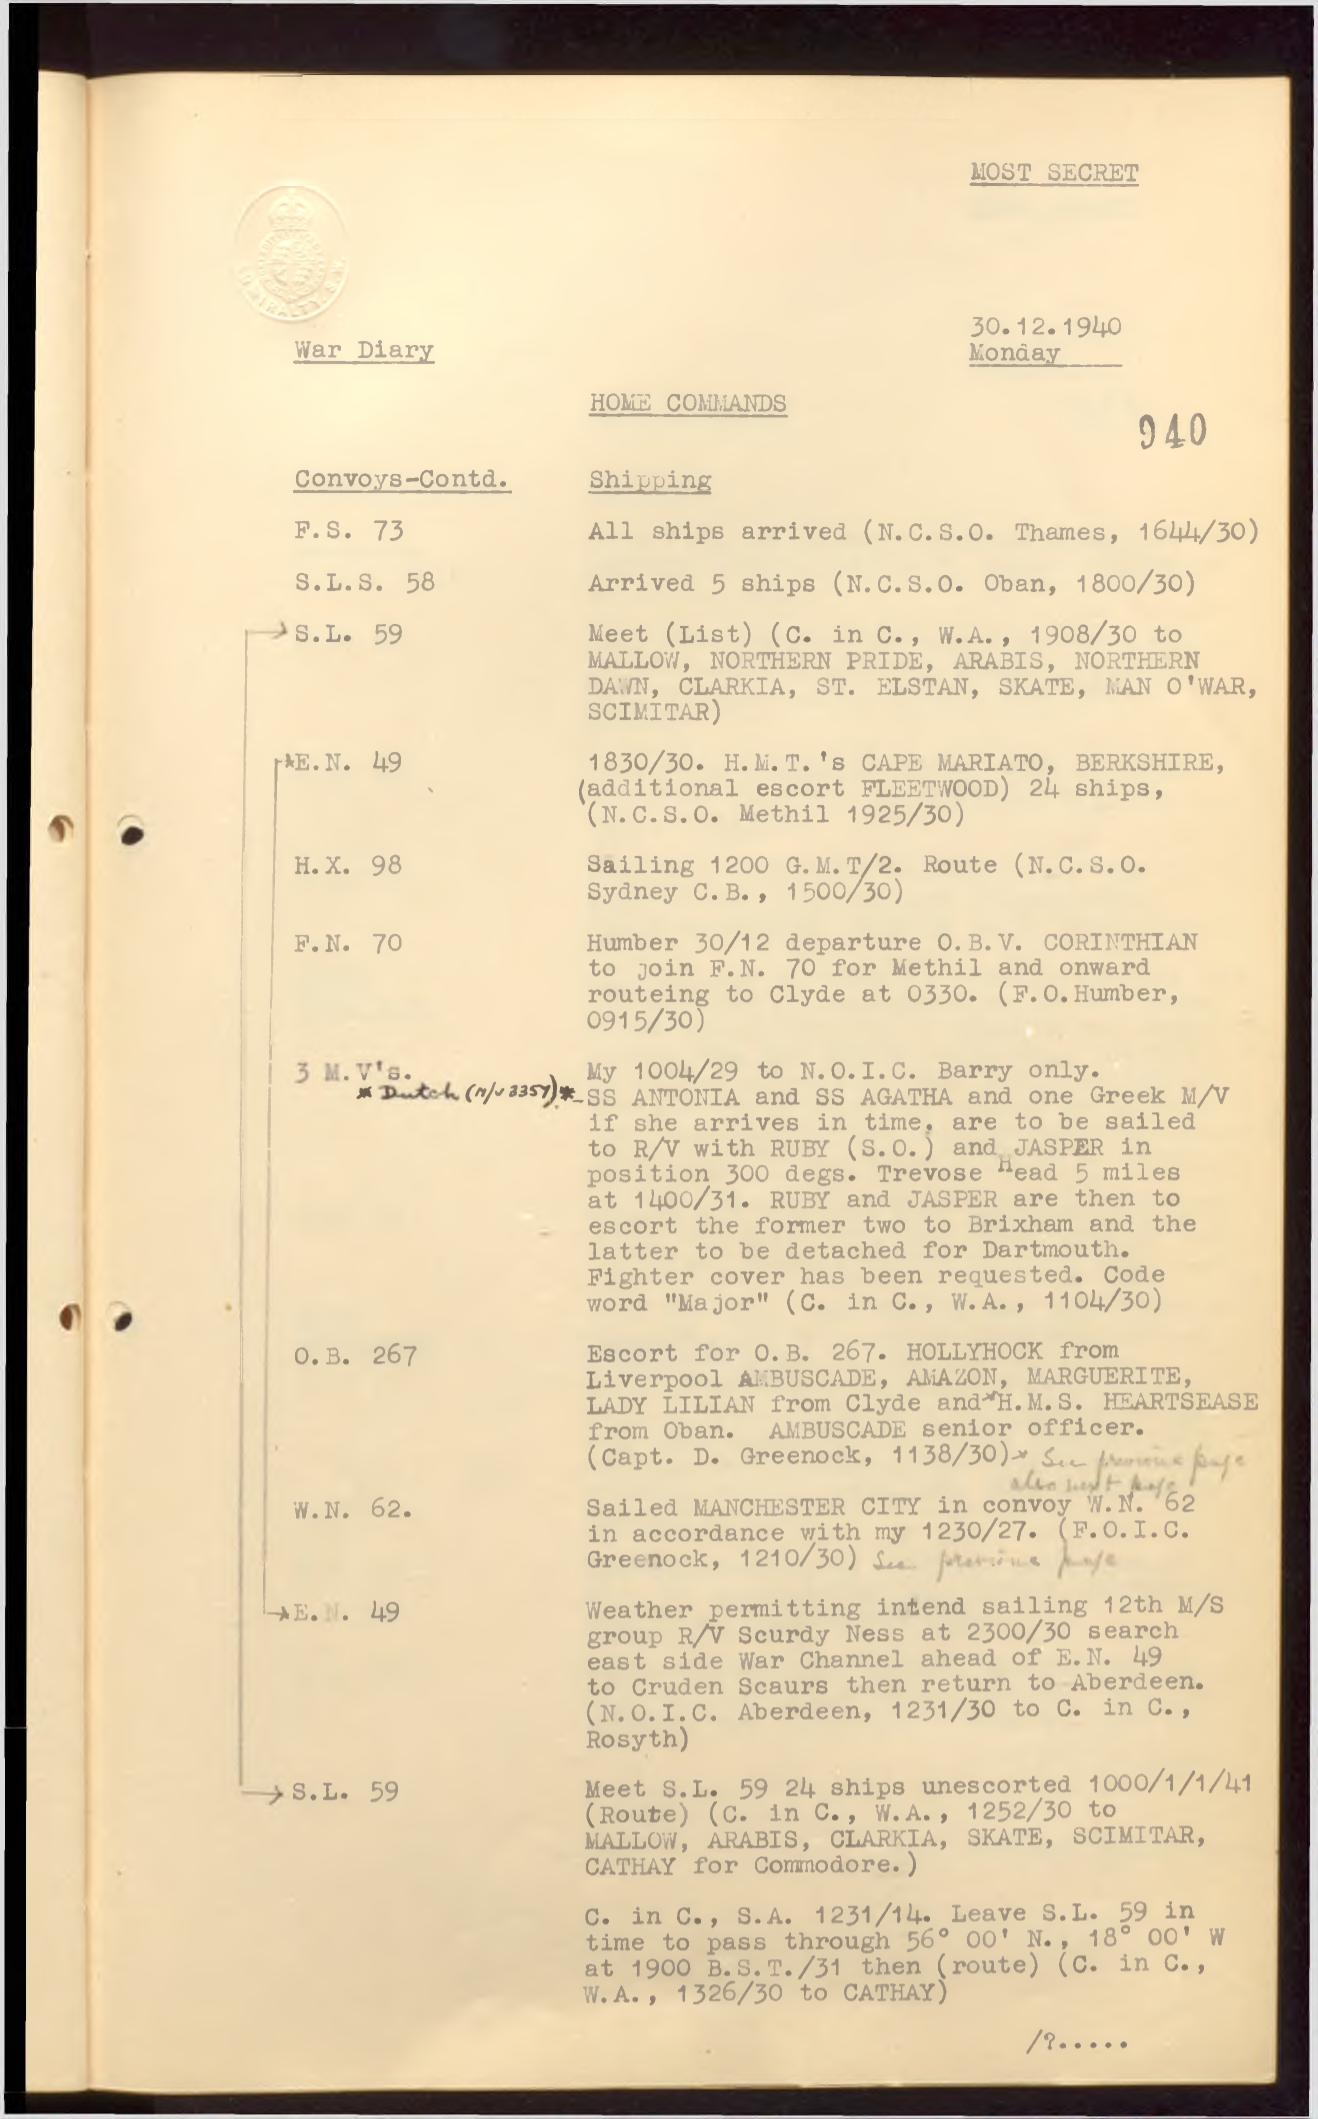 MOST SECRET
30.12.1940
War Diary
Monday
HOME COMMANDS
940
Convoys-Contd.
Shipping
F.S. 73
All ships arrived (N.C.S.O. Thames, 1644/30)
S.L.S. 58
Arrived 5 ships (N.C.S.O. Oban, 1800/30)
S.L. 59
Meet (List) (C. in C., W.A., 1908/30 to
MALLOW, NORTHERN PRIDE, ARABIS, NORTHERN
DAWN, CLARKIA, ST. ELSTAN, SKATE, MAN O'WAR,
SCIMITAR)
*E.N. 49
1830/30. H.M.T.'s CAPE MARIATO, BERKSHIRE,
(additional escort FLEETWOOD) 24 ships,
(N.C.S.O. Methil 1925/30)
H.X. 98
Sailing 1200 G.M.T/2. Route (N.C.S.O.
Sydney C.B., 1500/30)
F.N. 70
Humber 30/12 departure O.B.V. CORINTHIAN
to join F.N. 70 for Methil and onward
routeing to Clyde at 0330. (F.O.Humber,
0915/30)
3 M.V's.
My 1004/29 to N.O.I.C. Barry only.
* Dutch (M/V 3357)*
SS ANTONIA and SS AGATHA and one Greek M/V
if she arrives in time, are to be sailed
to R/V with RUBY (S.O.) and JASPER in
position 300 degs. Trevose Head 5 miles
at 1400/31. RUBY and JASPER are then to
escort the former two to Brixham and the
latter to be detached for Dartmouth.
Fighter cover has been requested. Code
word "Major" (C. in C., W.A., 1104/30)
O.B. 267
Escort for O.B. 267. HOLLYHOCK from
Liverpool AMBUSCADE, AMAZON, MARGUERITE,
LADY LILIAN from Clyde and*H.M.S. HEARTSEASE
from Oban. AMBUSCADE senior officer.
(Capt. D. Greenock, 1138/30)* See previous page
also next page
W.N. 62.
Sailed MANCHESTER CITY in convoy W.N. 62
in accordance with my 1230/27. (F.O.I.C.
Greenock, 1210/30) See previous page
E.N. 49
Weather permitting intend sailing 12th M/S
group R/V Scurdy Ness at 2300/30 search
east side War Channel ahead of E.N. 49
to Cruden Scaurs then return to Aberdeen.
(N.O.I.C. Aberdeen, 1231/30 to C. in C.,
Rosyth)
S.L. 59
Meet S.L. 59 24 ships unescorted 1000/1/1/41
(Route) (C. in C., W.A., 1252/30 to
MALLOW, ARABIS, CLARKIA, SKATE, SCIMITAR,
CATHAY for Commodore.)
C. in C., S.A. 1231/14. Leave S.L. 59 in
time to pass through 56° 00' N., 18° 00' W
at 1900 B.S.T./31 then (route) (C. in C.,
W.A., 1326/30 to CATHAY)
/?.....